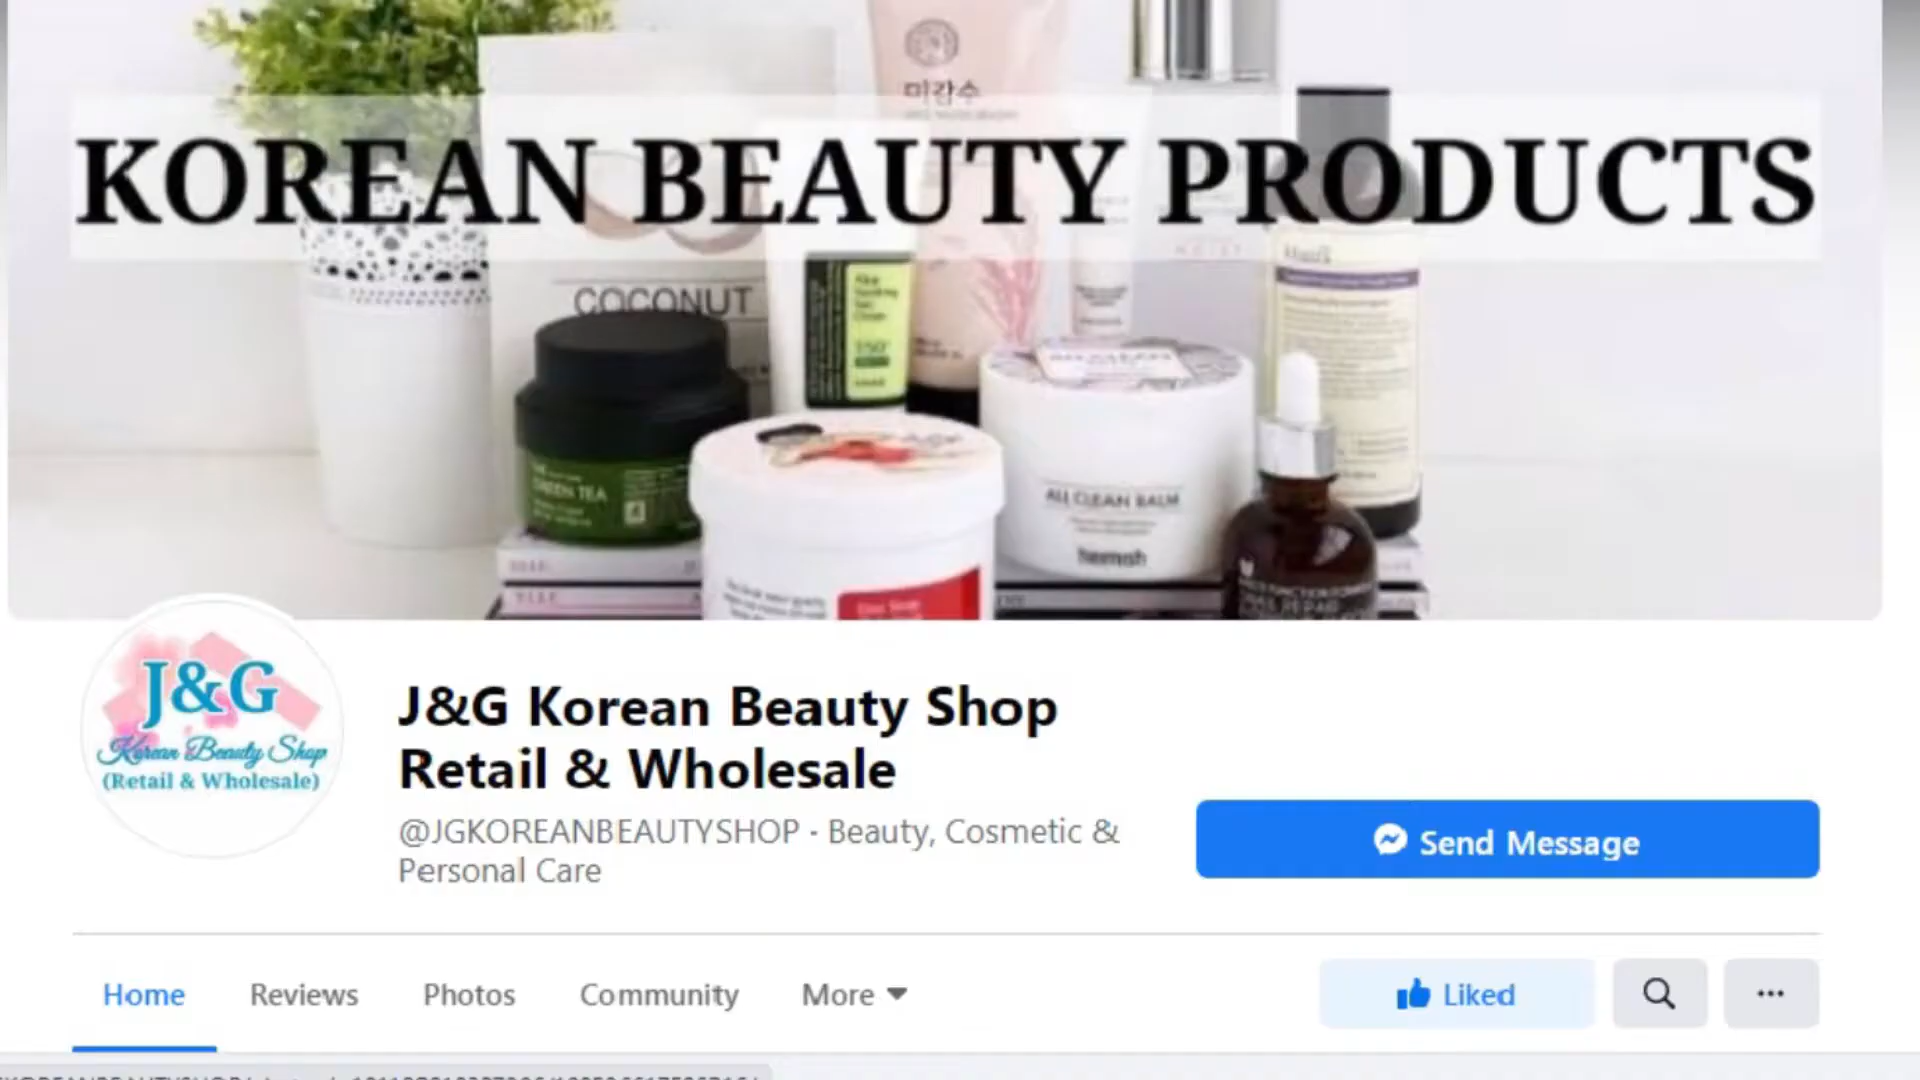 미감수
KOREAN BEAUTY PRODUCTS
COCONUT
GREEN TEA
ALL CLEAN BALM
heimish
J&G
Korean Beauty Shop
(Retail & Wholesale)
J&G Korean Beauty Shop
Retail & Wholesale
@JGKOREANBEAUTYSHOP · Beauty, Cosmetic &
Personal Care
Send Message
Home
Reviews
Photos
Community
More
Liked